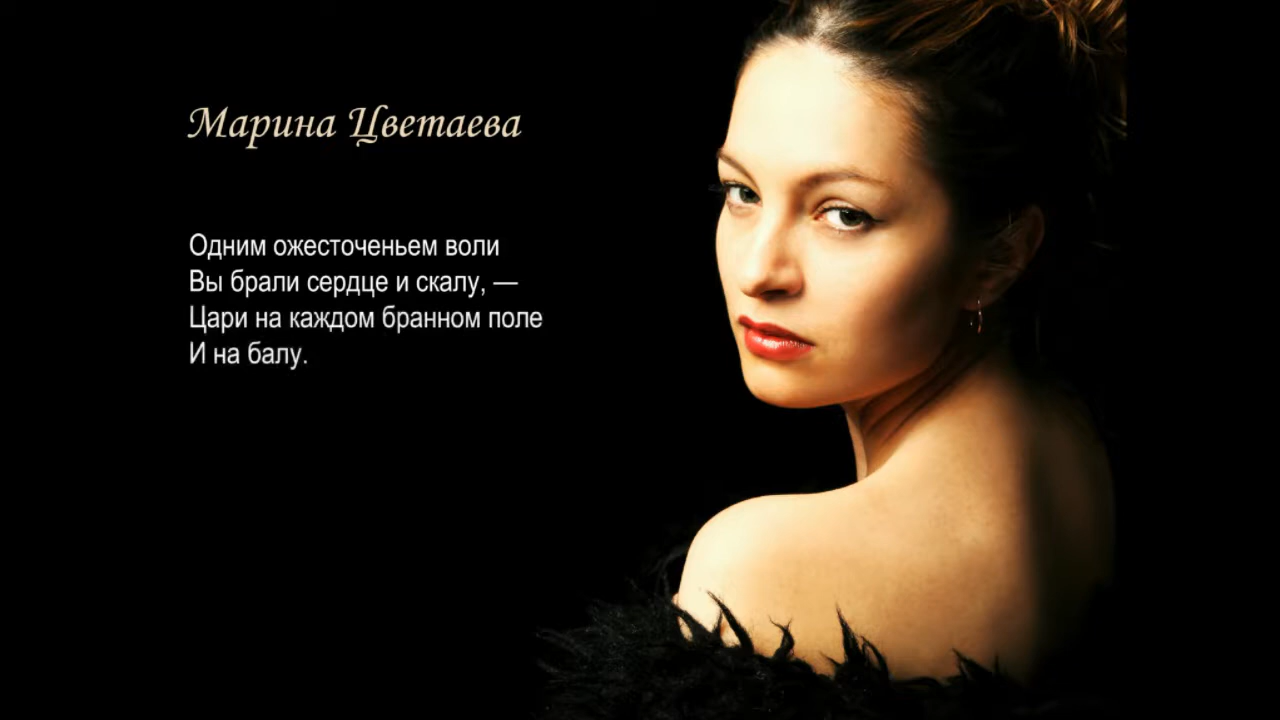 Марина Цветаева
Одним ожесточеньем воли
Вы брали сердце и скалу, —
Цари на каждом бранном поле
И на балу.